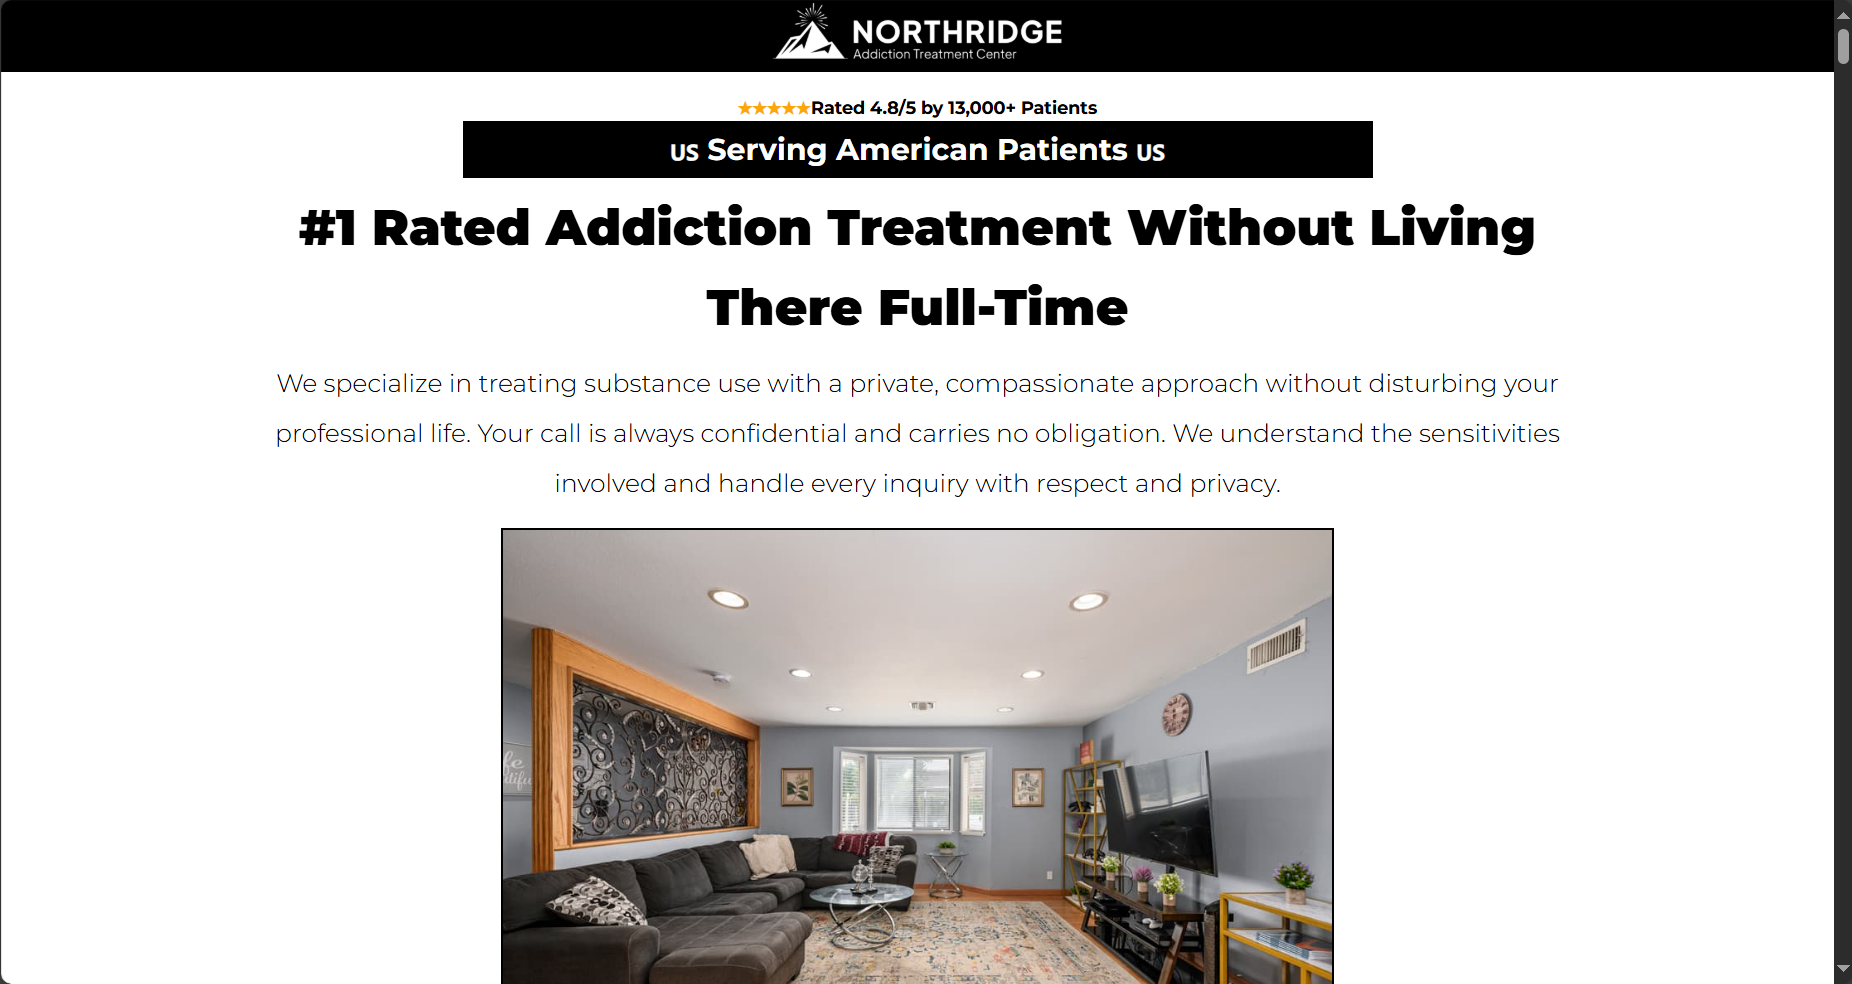 NORTHRIDGE
Addiction Treatment Center
★★★★★Rated 4.8/5 by 13,000+ Patients
US Serving American Patients US
#1 Rated Addiction Treatment Without Living
There Full-Time
We specialize in treating substance use with a private, compassionate approach without disturbing your
professional life. Your call is always confidential and carries no obligation. We understand the sensitivities
involved and handle every inquiry with respect and privacy.